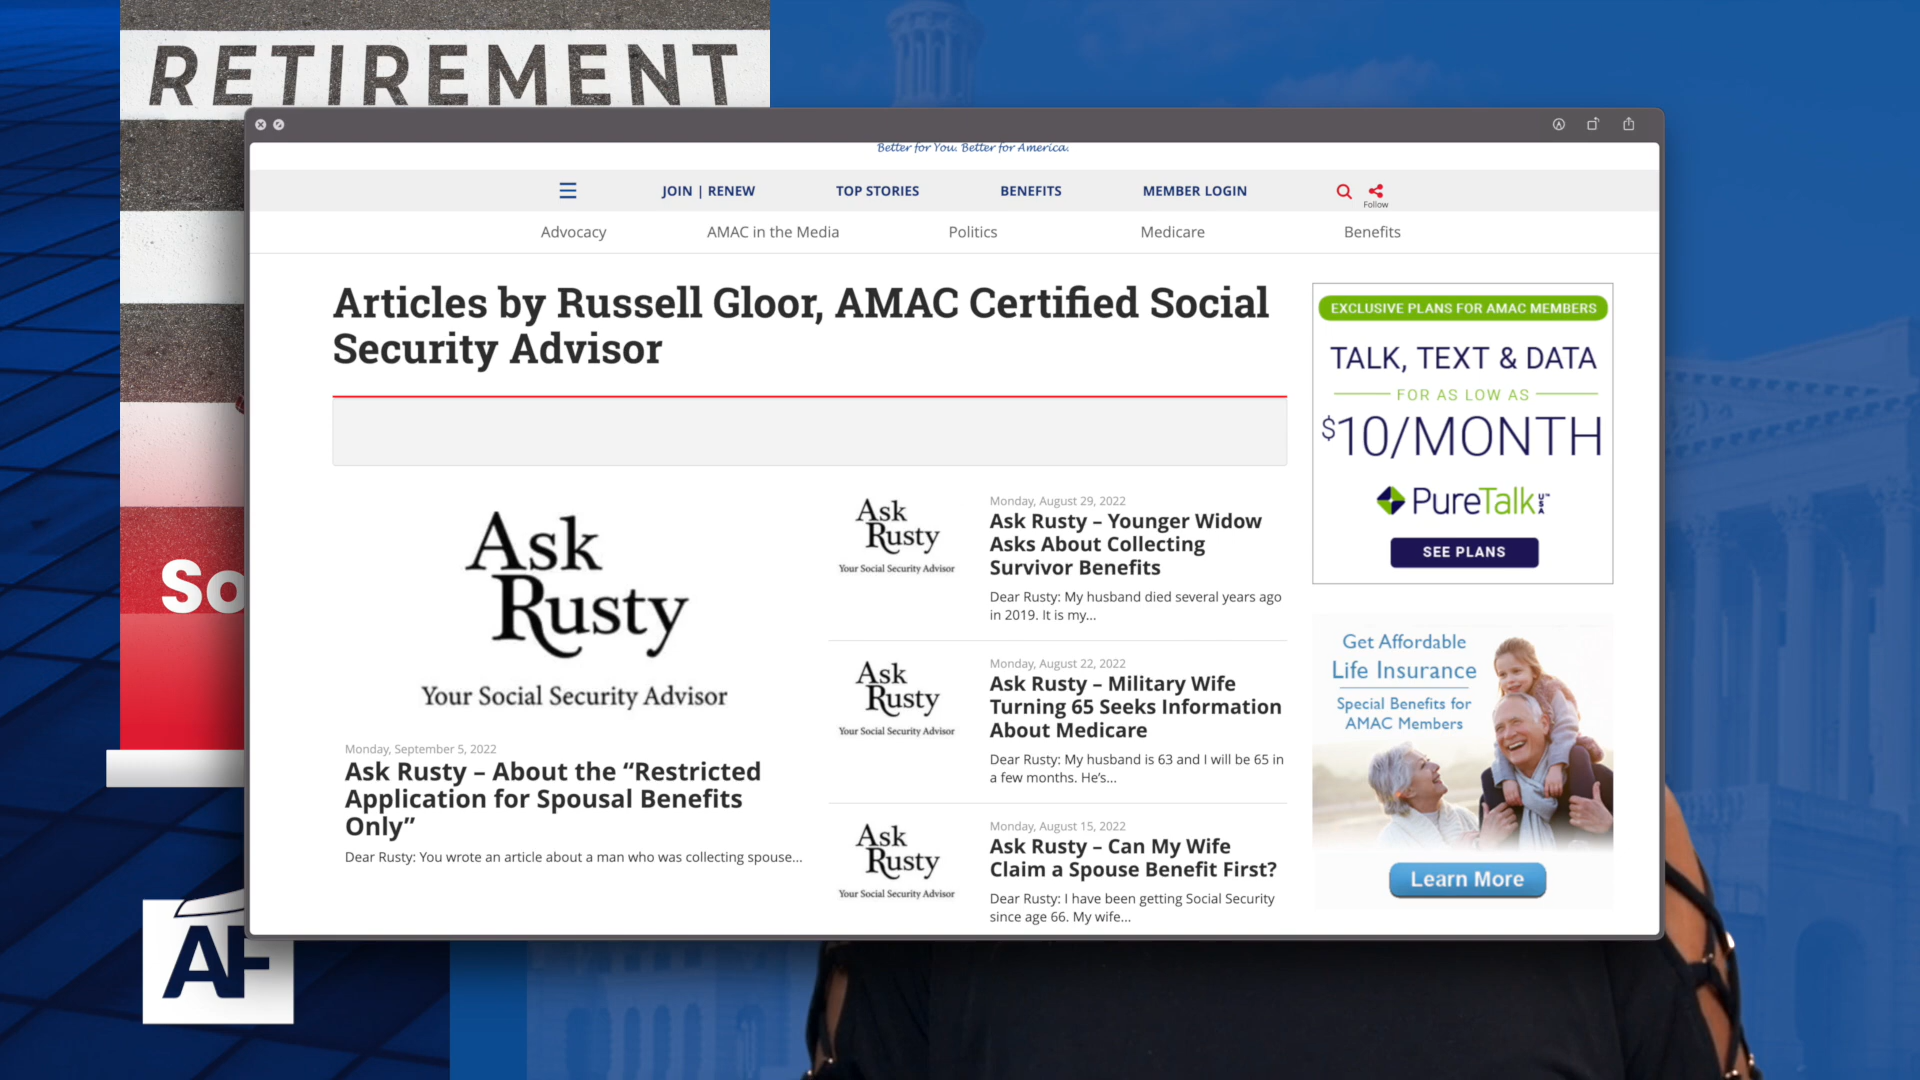 RETIREMENT
Better for You. Better for America.
JOIN | RENEW
TOP STORIES
BENEFITS
MEMBER LOGIN
Follow
Advocacy
AMAC in the Media
Politics
Medicare
Benefits
Articles by Russell Gloor, AMAC Certified Social
Security Advisor
Ask
Rusty
Your Social Security Advisor
Monday, September 5, 2022
Ask Rusty – About the “Restricted
Application for Spousal Benefits
Only”
Dear Rusty: You wrote an article about a man who was collecting spouse...
Ask
Rusty
Your Social Security Advisor
Monday, August 29, 2022
Ask Rusty – Younger Widow
Asks About Collecting
Survivor Benefits
Dear Rusty: My husband died several years ago
in 2019. It is my...
Ask
Rusty
Your Social Security Advisor
Monday, August 22, 2022
Ask Rusty – Military Wife
Turning 65 Seeks Information
About Medicare
Dear Rusty: My husband is 63 and I will be 65 in
a few months. He’s...
Ask
Rusty
Your Social Security Advisor
Monday, August 15, 2022
Ask Rusty – Can My Wife
Claim a Spouse Benefit First?
Dear Rusty: I have been getting Social Security
since age 66. My wife...
EXCLUSIVE PLANS FOR AMAC MEMBERS
TALK, TEXT & DATA
FOR AS LOW AS
$10/MONTH
PureTalk USA
SEE PLANS
Get Affordable
Life Insurance
Special Benefits for
AMAC Members
Learn More
So